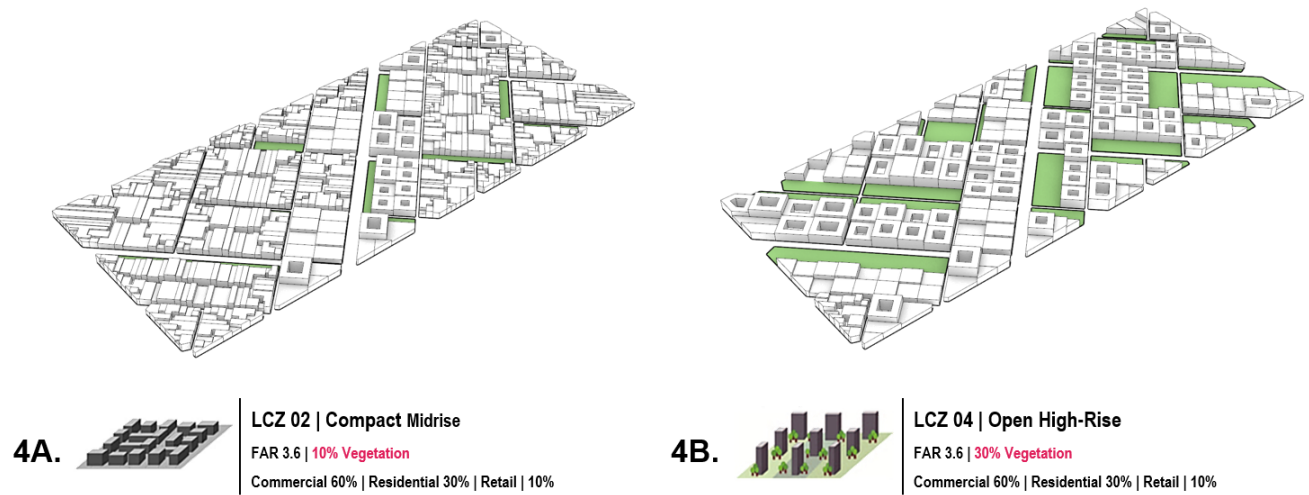 4A.
LCZ 02 | Compact Midrise
FAR 3.6 | 10% Vegetation
Commercial 60% | Residential 30% | Retail | 10%
4B.
LCZ 04 | Open High-Rise
FAR 3.6 | 30% Vegetation
Commercial 60% | Residential 30% | Retail | 10%